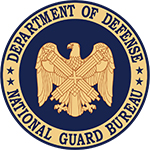 DEPARTMENT OF DEFENSE
NATIONAL GUARD BUREAU